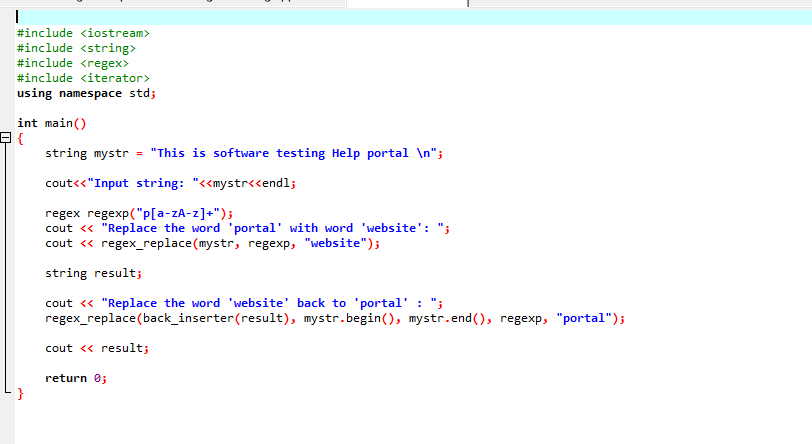 #include <iostream>
#include <string>
#include <regex>
#include <iterator>
using namespace std;
int main()
{
string mystr = "This is software testing Help portal \n";
cout<<"Input string: "<<mystr<<endl;
regex regexp("p[a-zA-z]+");
cout << "Replace the word 'portal' with word 'website': ";
cout << regex_replace(mystr, regexp, "website");
string result;
cout << "Replace the word 'website' back to 'portal' : ";
regex_replace(back_inserter(result), mystr.begin(), mystr.end(), regexp, "portal");
cout << result;
return 0;
}